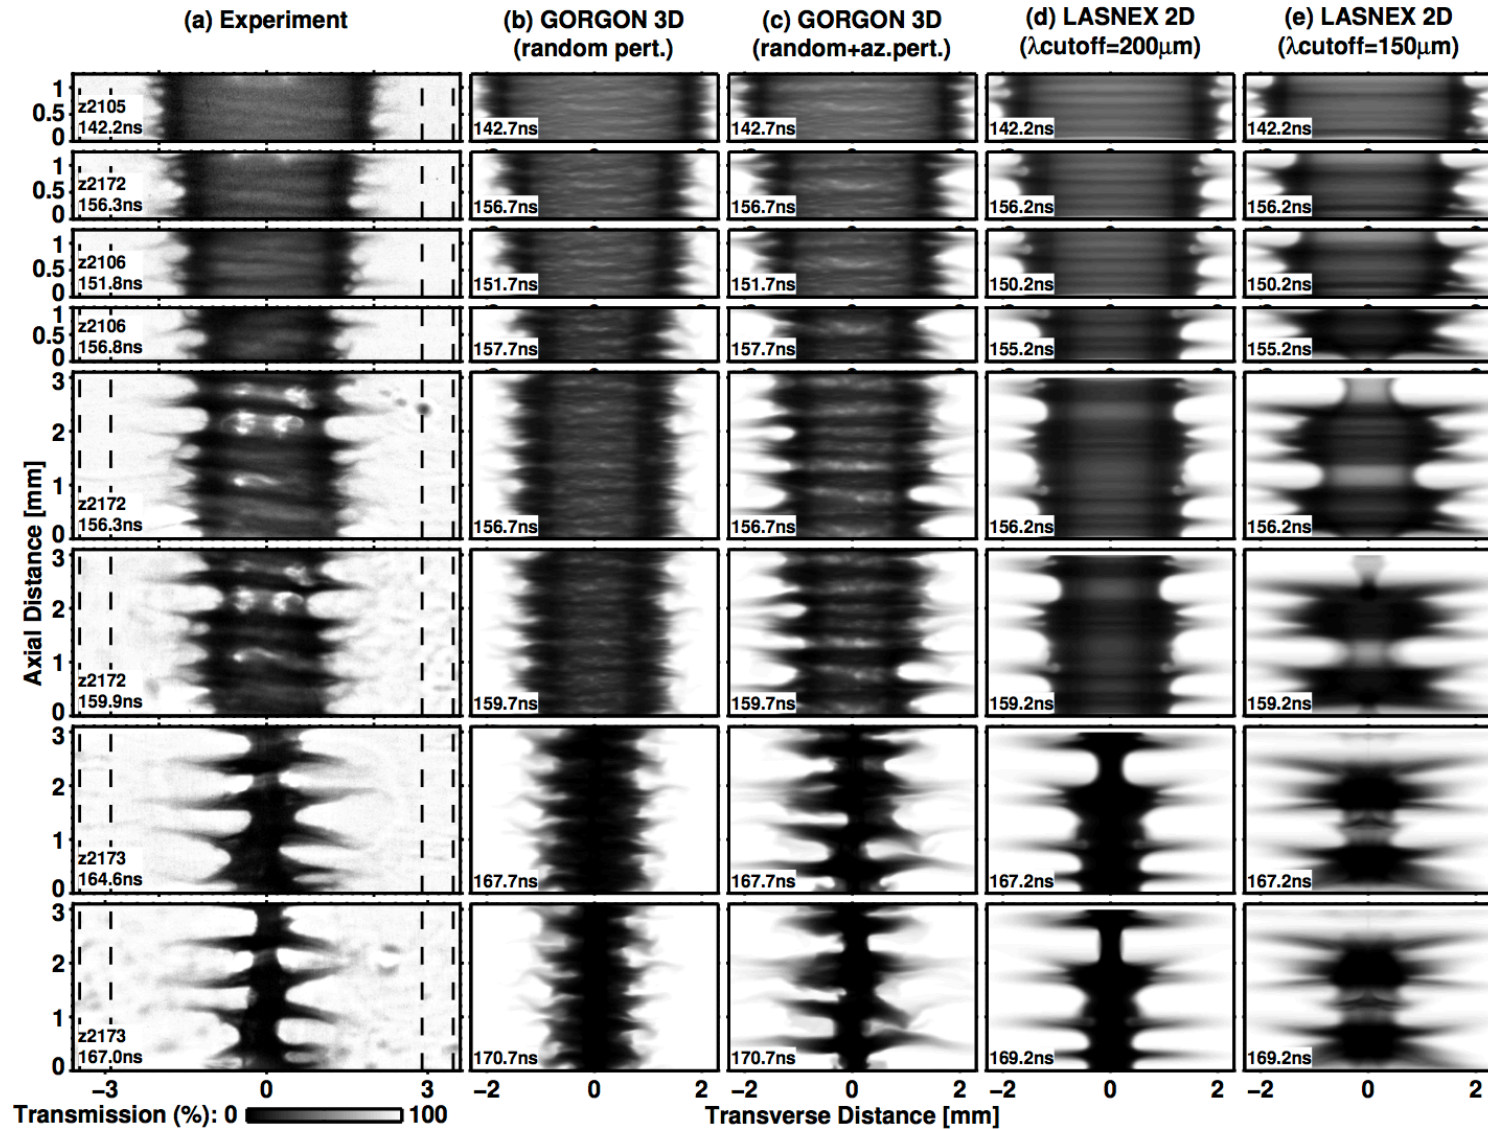 (a) Experiment
(b) GORGON 3D
(random pert.)
(c) GORGON 3D
(random+az.pert.)
(d) LASNEX 2D
(λcutoff=200μm)
(e) LASNEX 2D
(λcutoff=150μm)
1
0.5
0
z2105
142.2ns
142.7ns
142.7ns
142.2ns
142.2ns
1
0.5
0
z2172
156.3ns
156.7ns
156.7ns
156.2ns
156.2ns
1
0.5
0
z2106
151.8ns
151.7ns
151.7ns
150.2ns
150.2ns
1
0.5
0
z2106
156.8ns
157.7ns
157.7ns
155.2ns
155.2ns
3
2
1
0
z2172
156.3ns
156.7ns
156.7ns
156.2ns
156.2ns
Axial Distance [mm]
3
2
1
0
z2172
159.9ns
159.7ns
159.7ns
159.2ns
159.2ns
3
2
1
0
z2173
164.6ns
167.7ns
167.7ns
167.2ns
167.2ns
3
2
1
0
z2173
167.0ns
170.7ns
170.7ns
169.2ns
169.2ns
−3 0 3 −2 0 2 −2 0 2 −2 0 2 −2 0 2
Transmission (%): 0 100
Transverse Distance [mm]